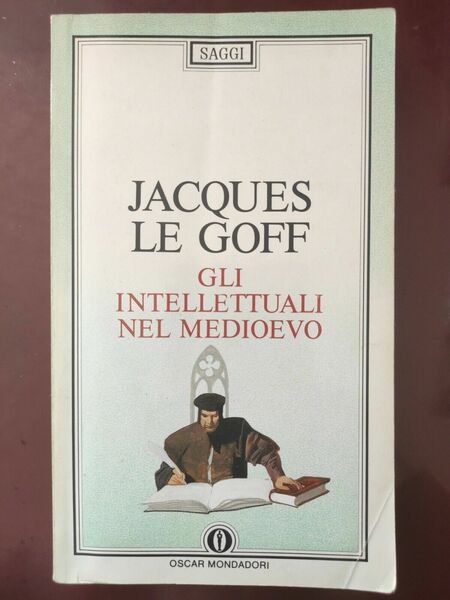 SAGGI
JACQUES
LE GOFF
GLI
INTELLETTUALI
NEL MEDIOEVO
OSCAR MONDADORI